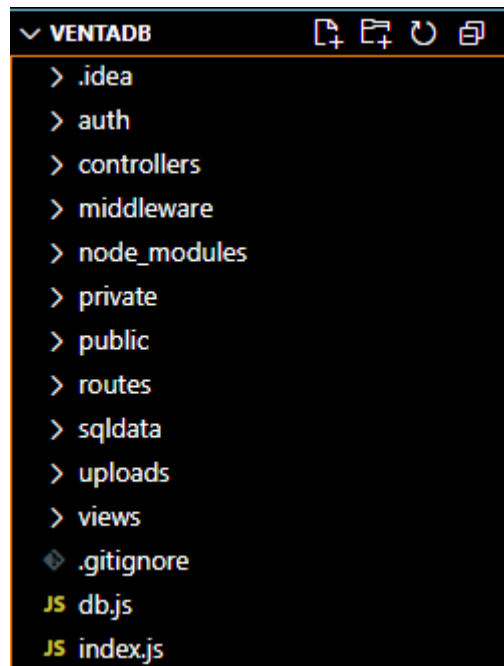 VENTADB
.idea
auth
controllers
middleware
node_modules
private
public
routes
sqldata
uploads
views
.gitignore
JS db.js
JS index.js